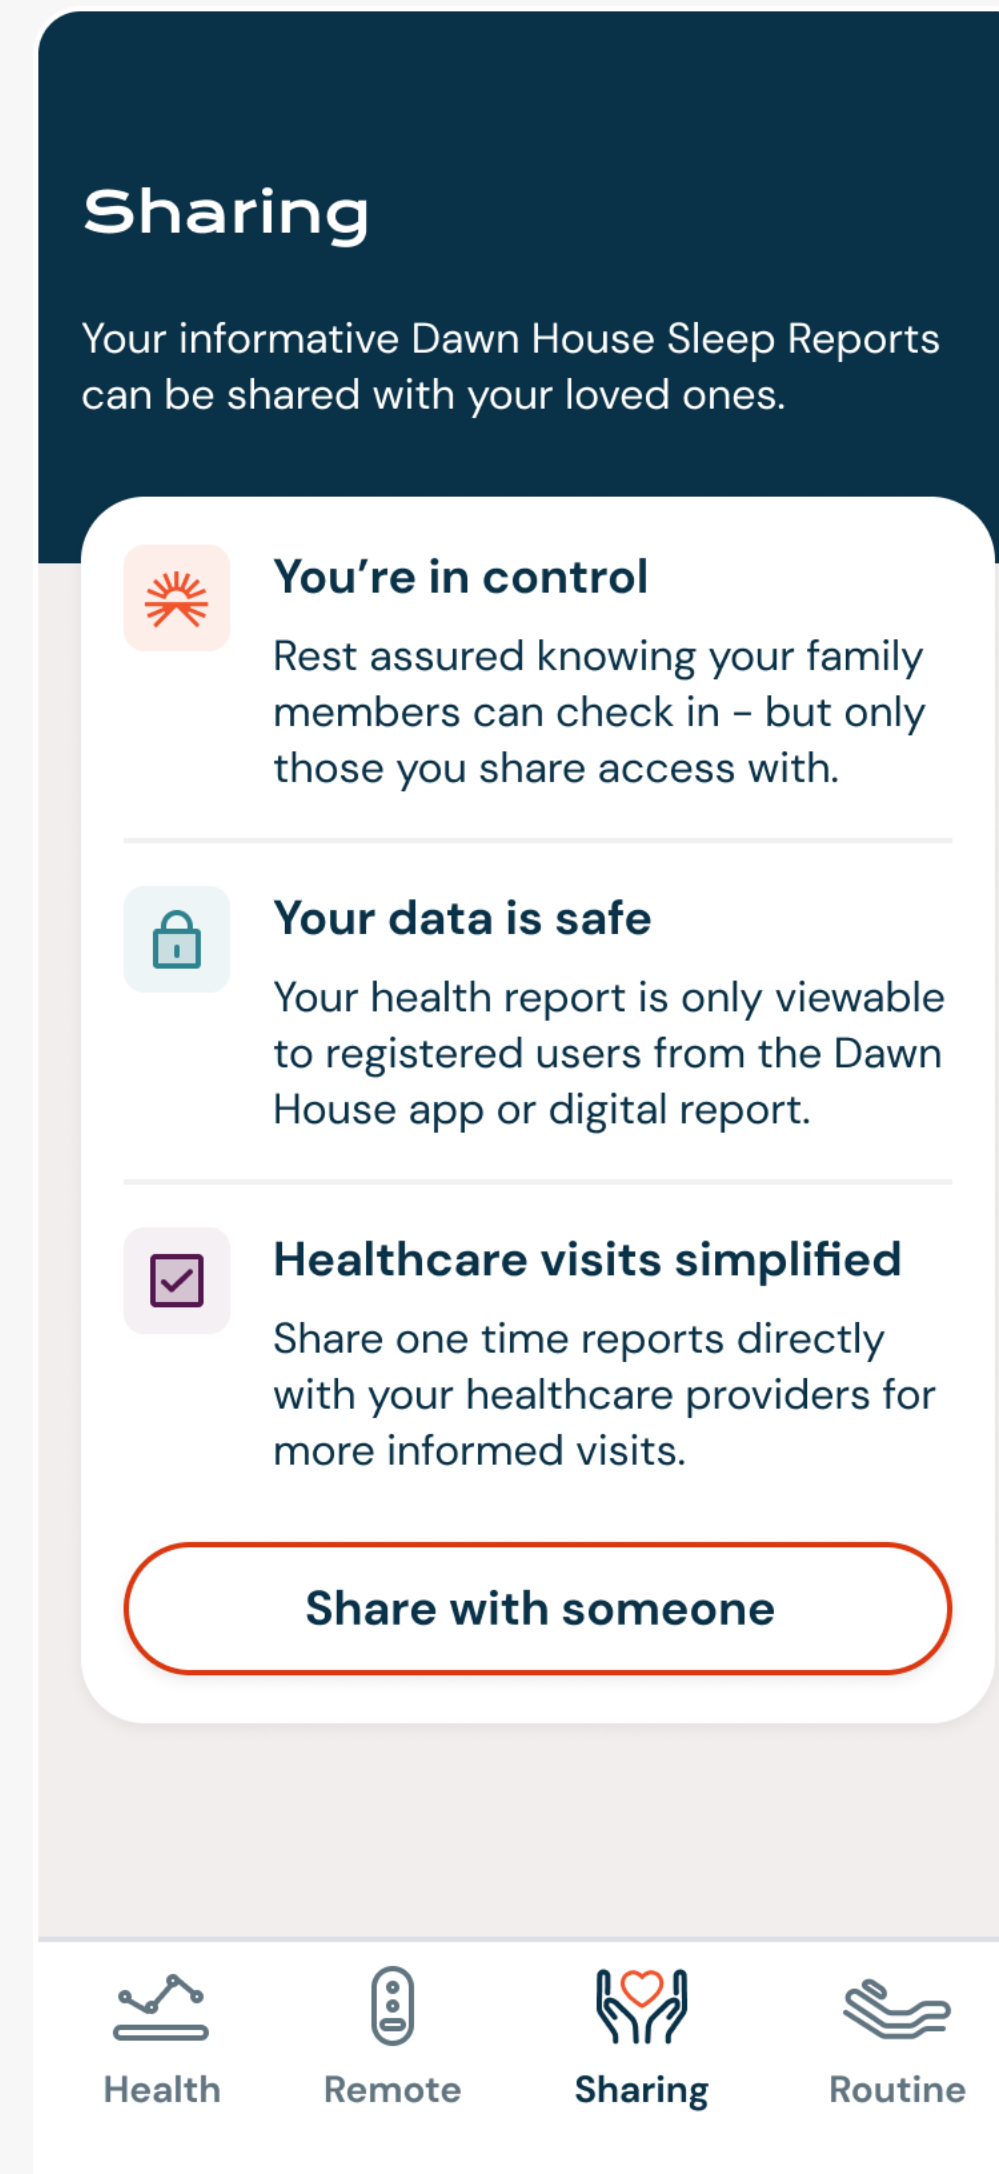 Sharing
Your informative Dawn House Sleep Reports
can be shared with your loved ones.
You’re in control
Rest assured knowing your family
members can check in - but only
those you share access with.
Your data is safe
Your health report is only viewable
to registered users from the Dawn
House app or digital report.
Healthcare visits simplified
Share one time reports directly
with your healthcare providers for
more informed visits.
Share with someone
Health Remote Sharing Routine